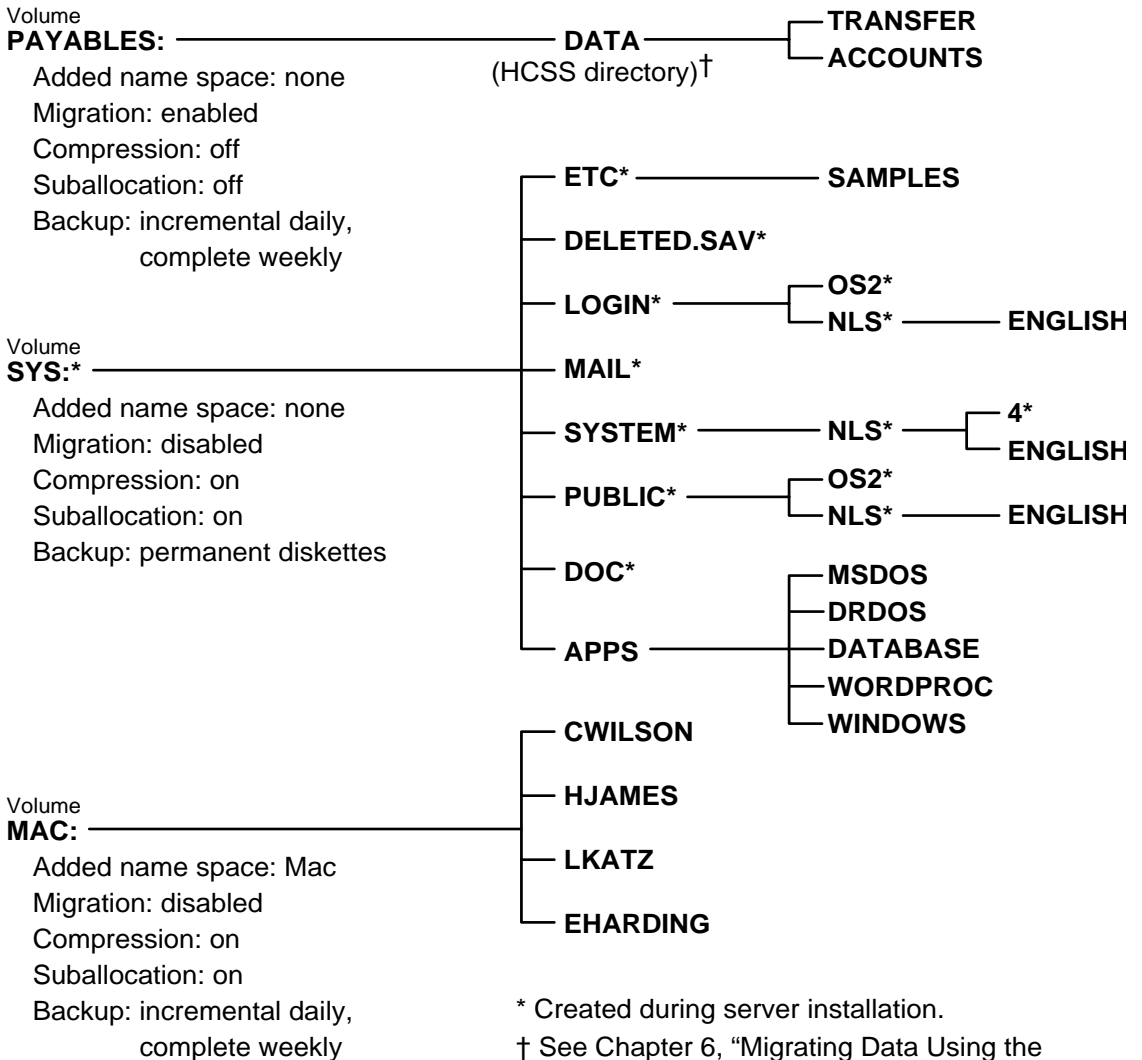 Volume
PAYABLES:
DATA
(HCSS directory)†
TRANSFER
ACCOUNTS
Added name space: none
Migration: enabled
Compression: off
Suballocation: off
Backup: incremental daily,
complete weekly
Volume
SYS:*
Added name space: none
Migration: disabled
Compression: on
Suballocation: on
Backup: permanent diskettes
ETC*
SAMPLES
DELETED.SAV*
LOGIN*
OS2*
NLS*
ENGLISH
MAIL*
SYSTEM*
NLS*
4*
ENGLISH
PUBLIC*
OS2*
NLS*
ENGLISH
DOC*
APPS
MSDOS
DRDOS
DATABASE
WORDPROC
WINDOWS
Volume
MAC:
Added name space: Mac
Migration: disabled
Compression: on
Suballocation: on
Backup: incremental daily,
complete weekly
CWILSON
HJAMES
LKATZ
EHARDING
* Created during server installation.
† See Chapter 6, “Migrating Data Using the